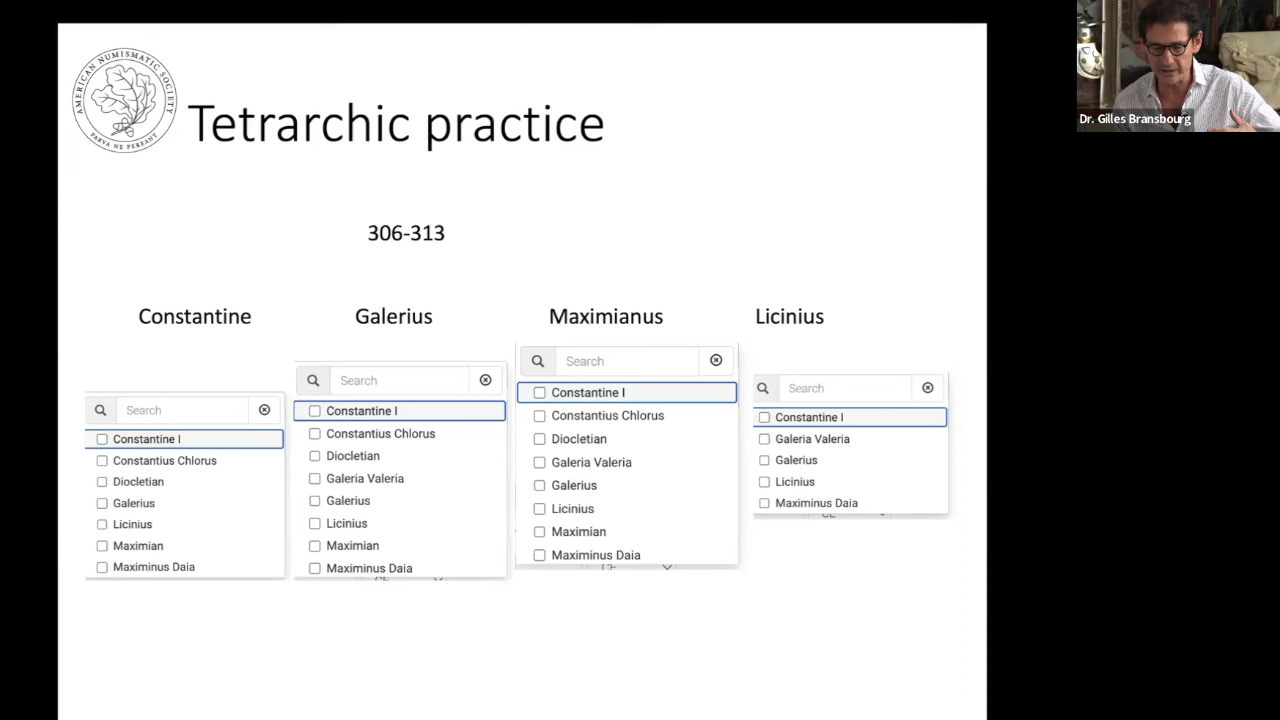 AMERICAN NUMISMATIC SOCIETY
PARVA NE PEREANT
Tetrarchic practice
Dr. Gilles Bransbourg
306-313
Constantine
Search
Constantine I
Constantius Chlorus
Diocletian
Galerius
Licinius
Maximian
Maximinus Daia
Galerius
Search
Constantine I
Constantius Chlorus
Diocletian
Galeria Valeria
Galerius
Licinius
Maximian
Maximinus Daia
Maximianus
Search
Constantine I
Constantius Chlorus
Diocletian
Galeria Valeria
Galerius
Licinius
Maximian
Maximinus Daia
Licinius
Search
Constantine I
Galeria Valeria
Galerius
Licinius
Maximinus Daia